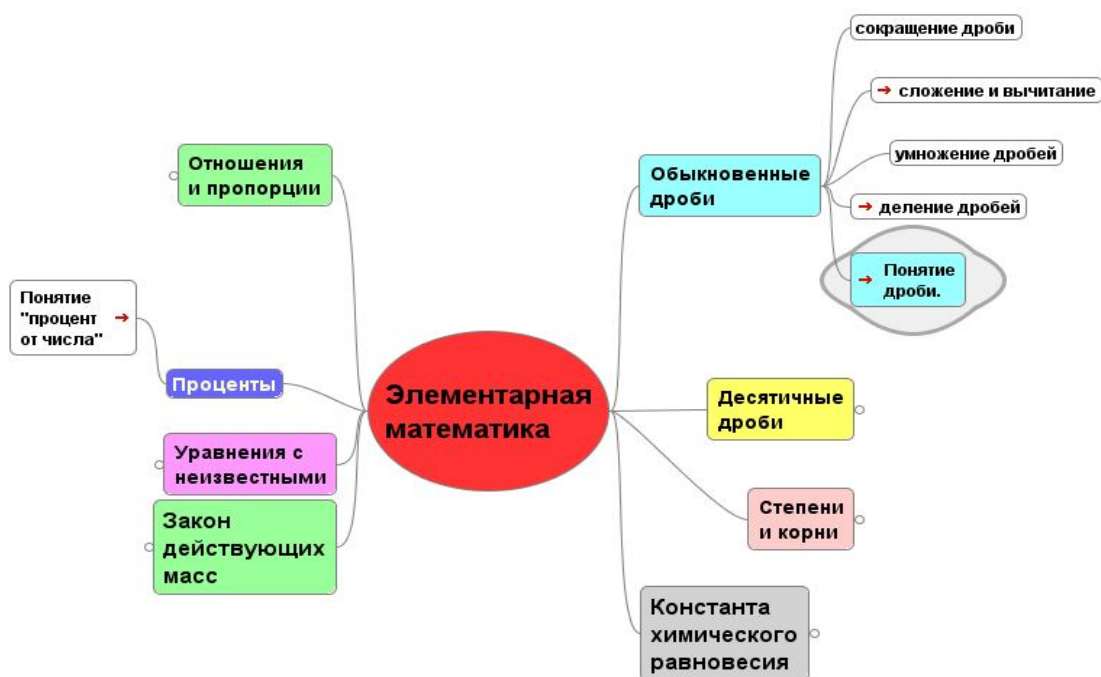 сокращение дроби
→ сложение и вычитание
умножение дробей
→ деление дробей
→ Понятие
дроби.
Обыкновенные
дроби
Отношения
и пропорции
Понятие
"процент →
от числа"
Проценты
Элементарная
математика
Десятичные
дроби
Уравнения с
неизвестными
Степени
и корни
Закон
действующих
масс
Константа
химического
равновесия